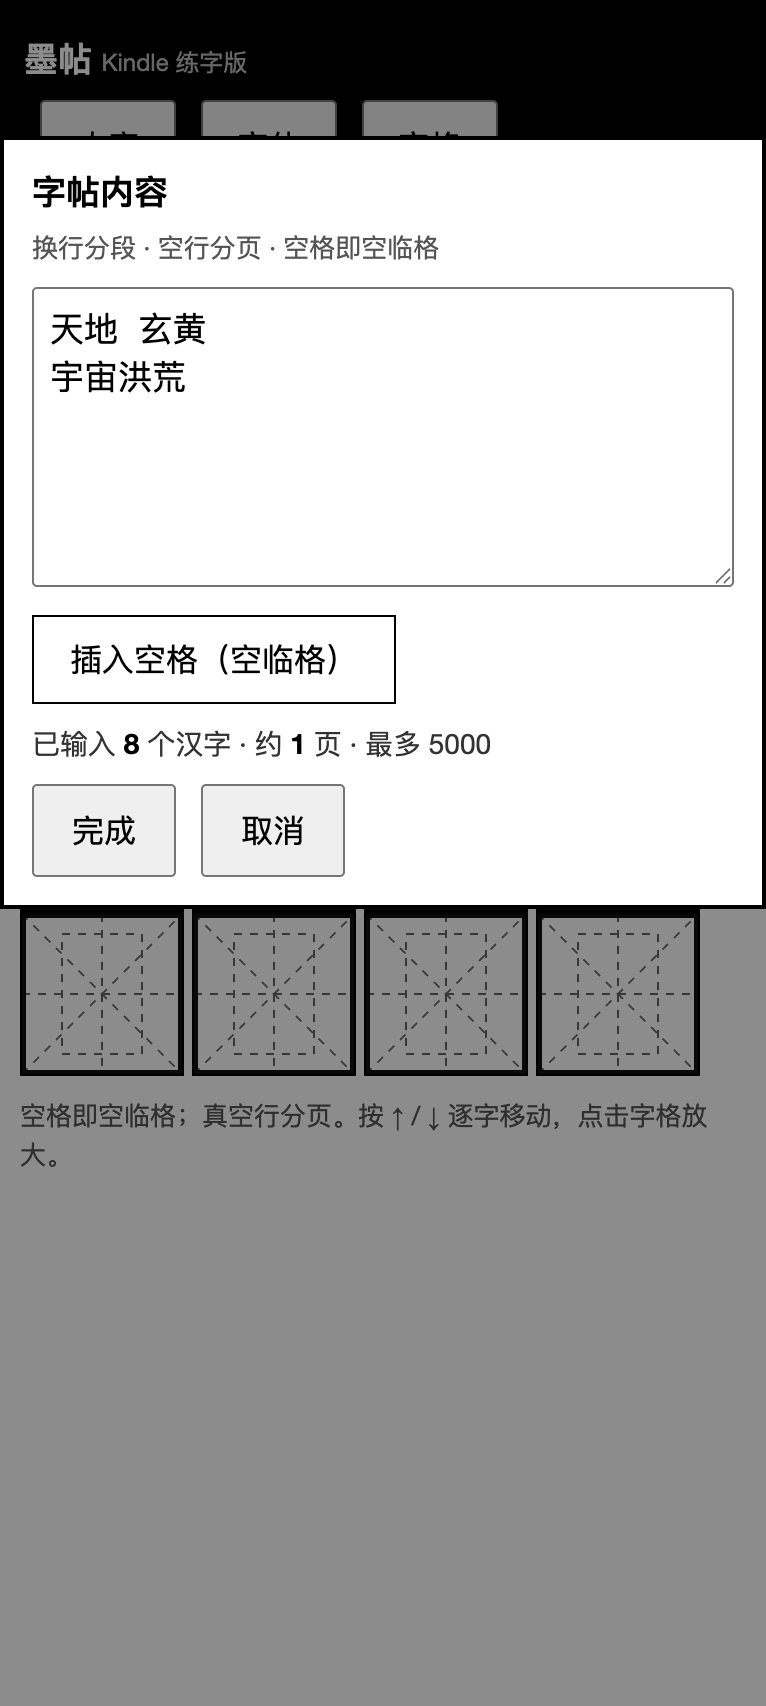 墨帖 Kindle 练字版
字帖内容
换行分段 · 空行分页 · 空格即空临格
天地  玄黄
宇宙洪荒
插入空格（空临格）
已输入 8 个汉字 · 约 1 页 · 最多 5000
完成 取消
空格即空临格；真空行分页。按 ↑/↓ 逐字移动，点击字格放
大。